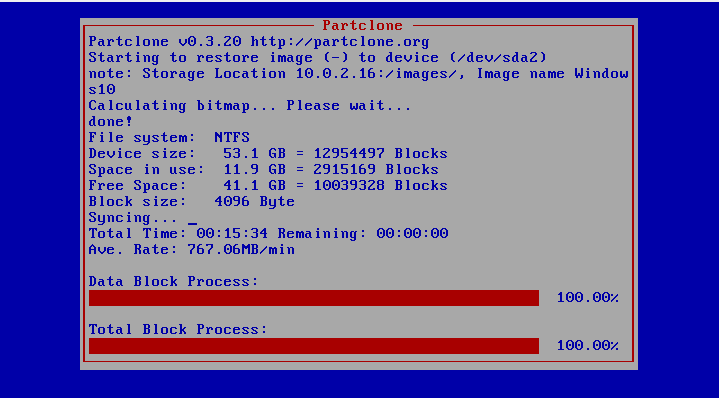 Partclone
Partclone v0.3.20 http://partclone.org
Starting to restore image (-) to device (/dev/sda2)
note: Storage Location 10.0.2.16:/images/, Image name Window
s10
Calculating bitmap... Please wait...
done!
File system:  NTFS
Device size:   53.1 GB = 12954497 Blocks
Space in use:  11.9 GB = 2915169 Blocks
Free Space:    41.1 GB = 10039328 Blocks
Block size:   4096 Byte
Syncing... _
Total Time: 00:15:34 Remaining: 00:00:00
Ave. Rate: 767.06MB/min
Data Block Process:
100.00%
Total Block Process:
100.00%